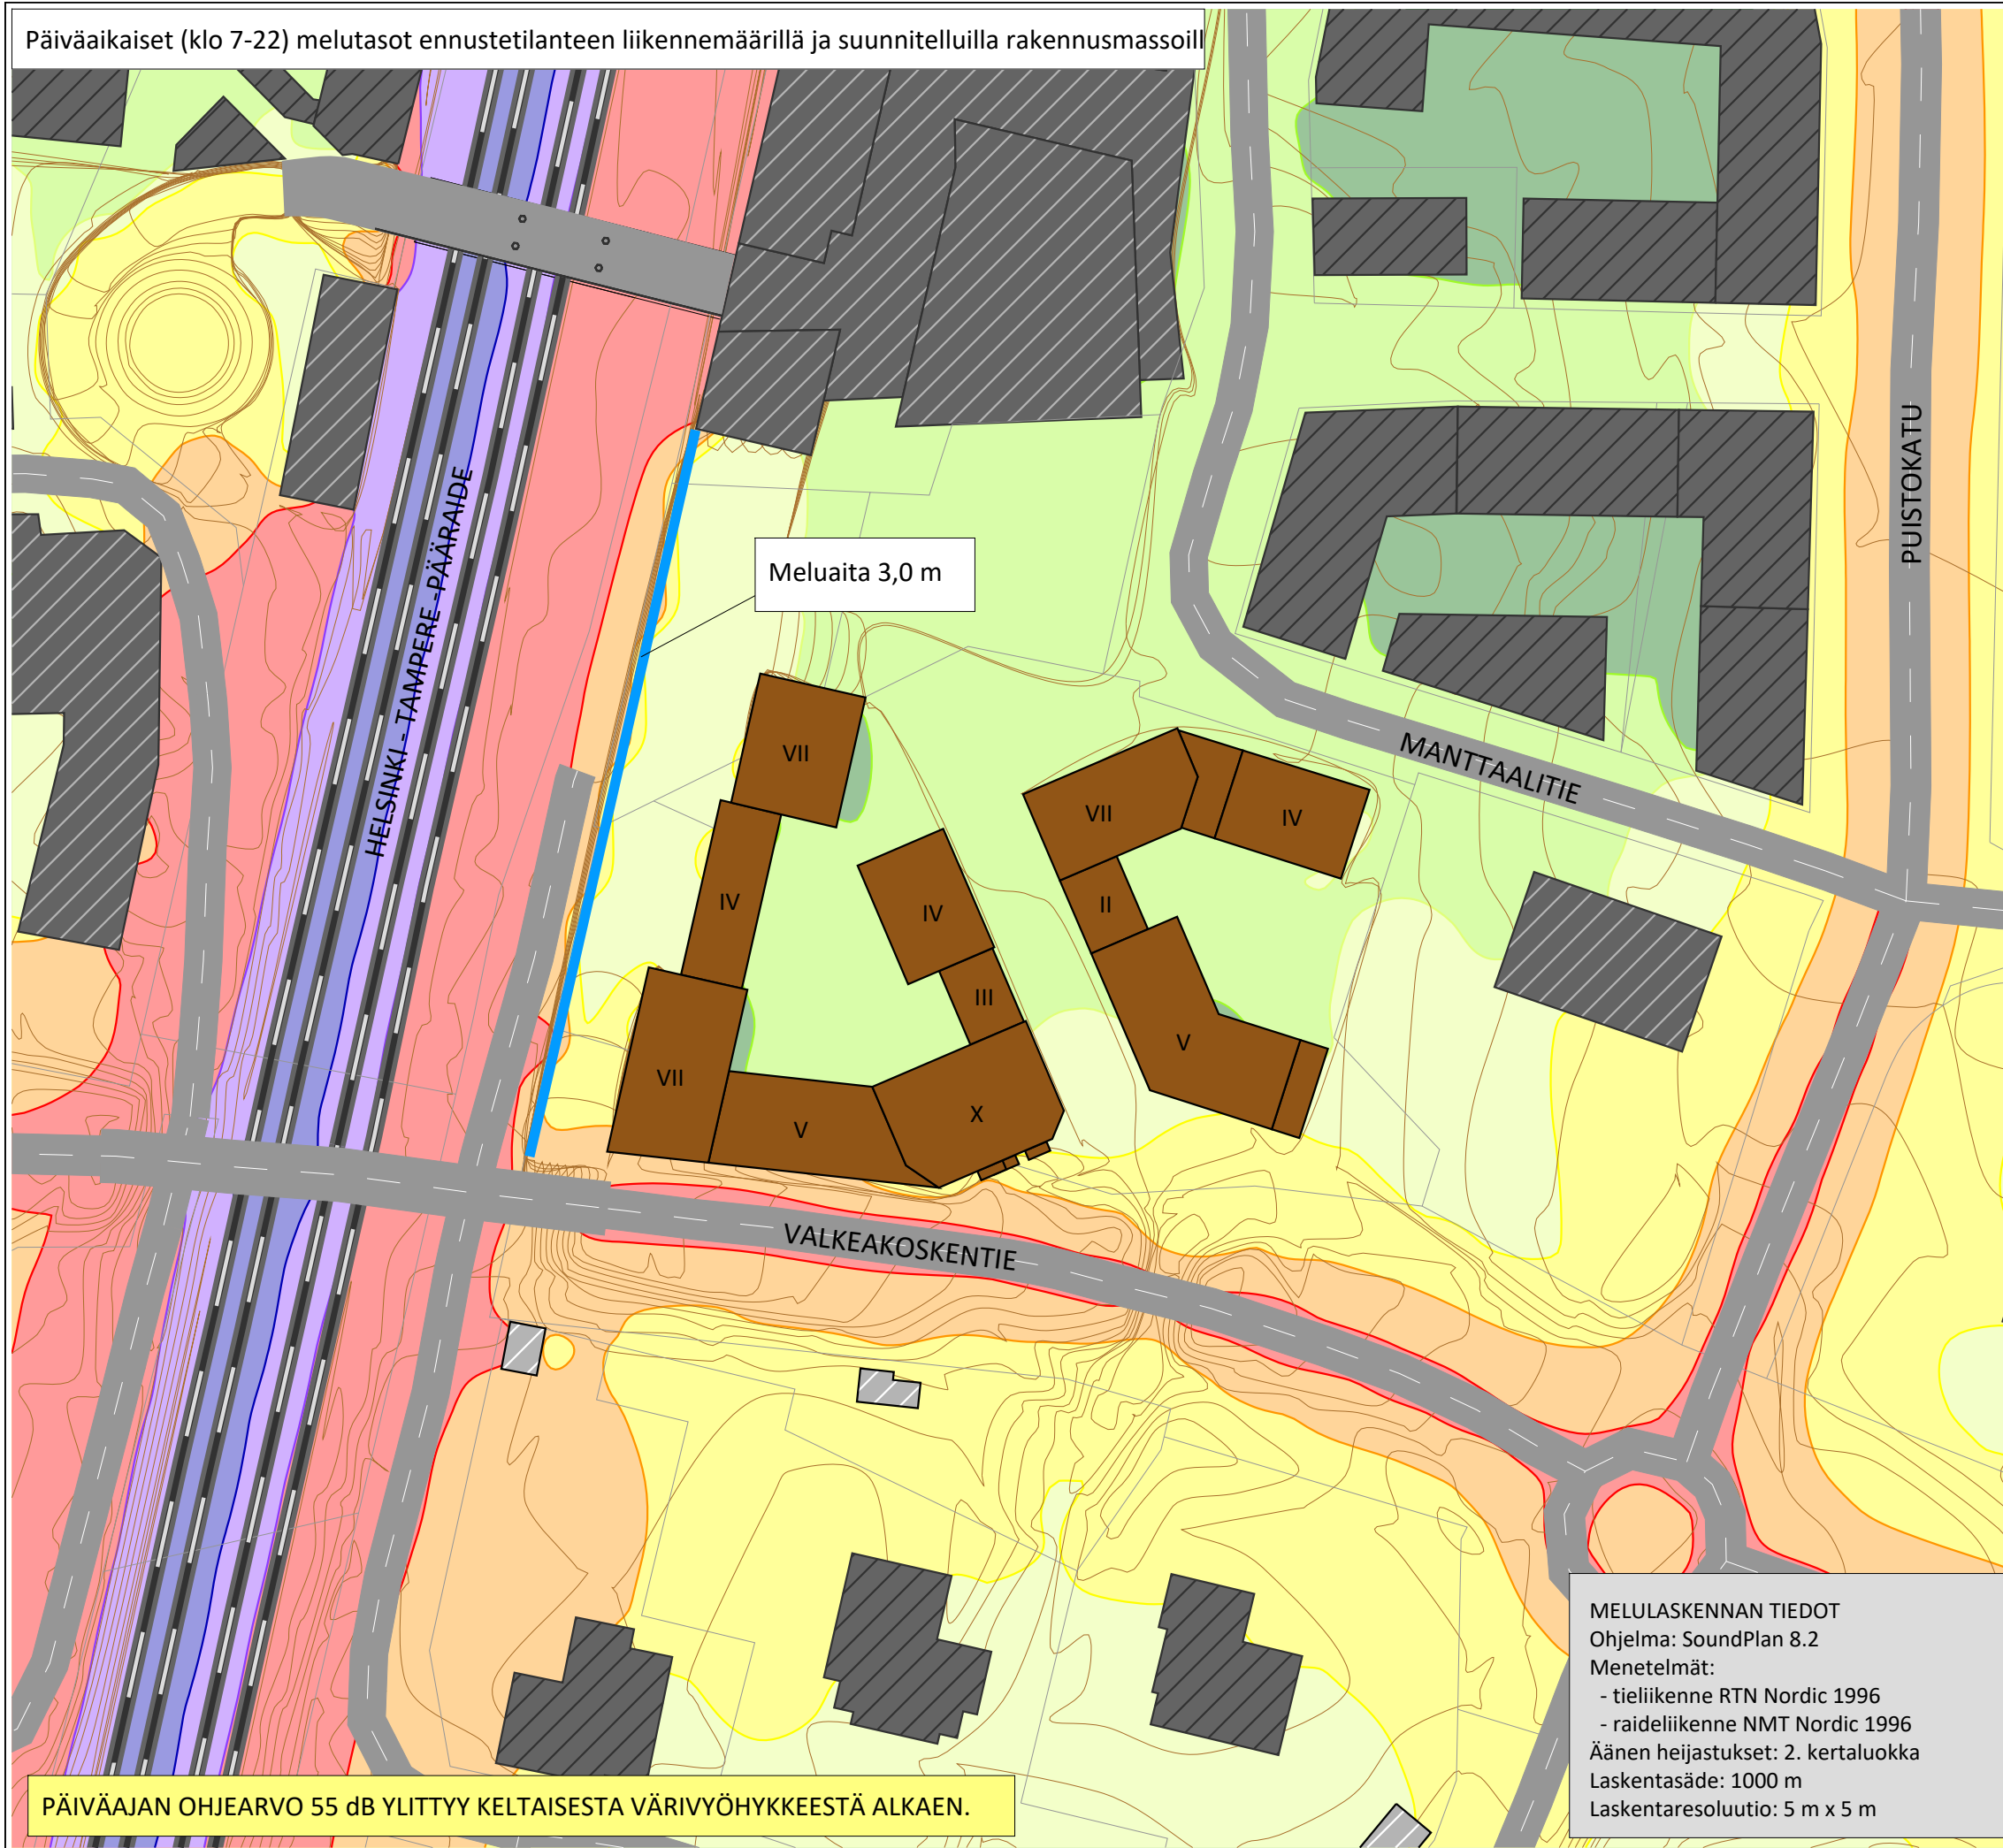 Päiväaikaiset (klo 7-22) melutasot ennustetilanteen liikennemäärillä ja suunnitelluilla rakennusmassoill
HELSINKI - TAMPERE -PÄÄRAIDE
PUISTOKATU
Meluaita 3,0 m
MANTTAALITIE
VII
VII
IV
IV
II
IV
III
V
VII
X
V
VALKEAKOSKENTIE
MELULASKENNAN TIEDOT
Ohjelma: SoundPlan 8.2
Menetelmät:
- tieliikenne RTN Nordic 1996
- raideliikenne NMT Nordic 1996
Äänen heijastukset: 2. kertaluokka
Laskentasäde: 1000 m
Laskentaresoluutio: 5 m x 5 m
PÄIVÄAJAN OHJEARVO 55 dB YLITTYY KELTAISESTA VÄRIVYÖHYKKEESTÄ ALKAEN.